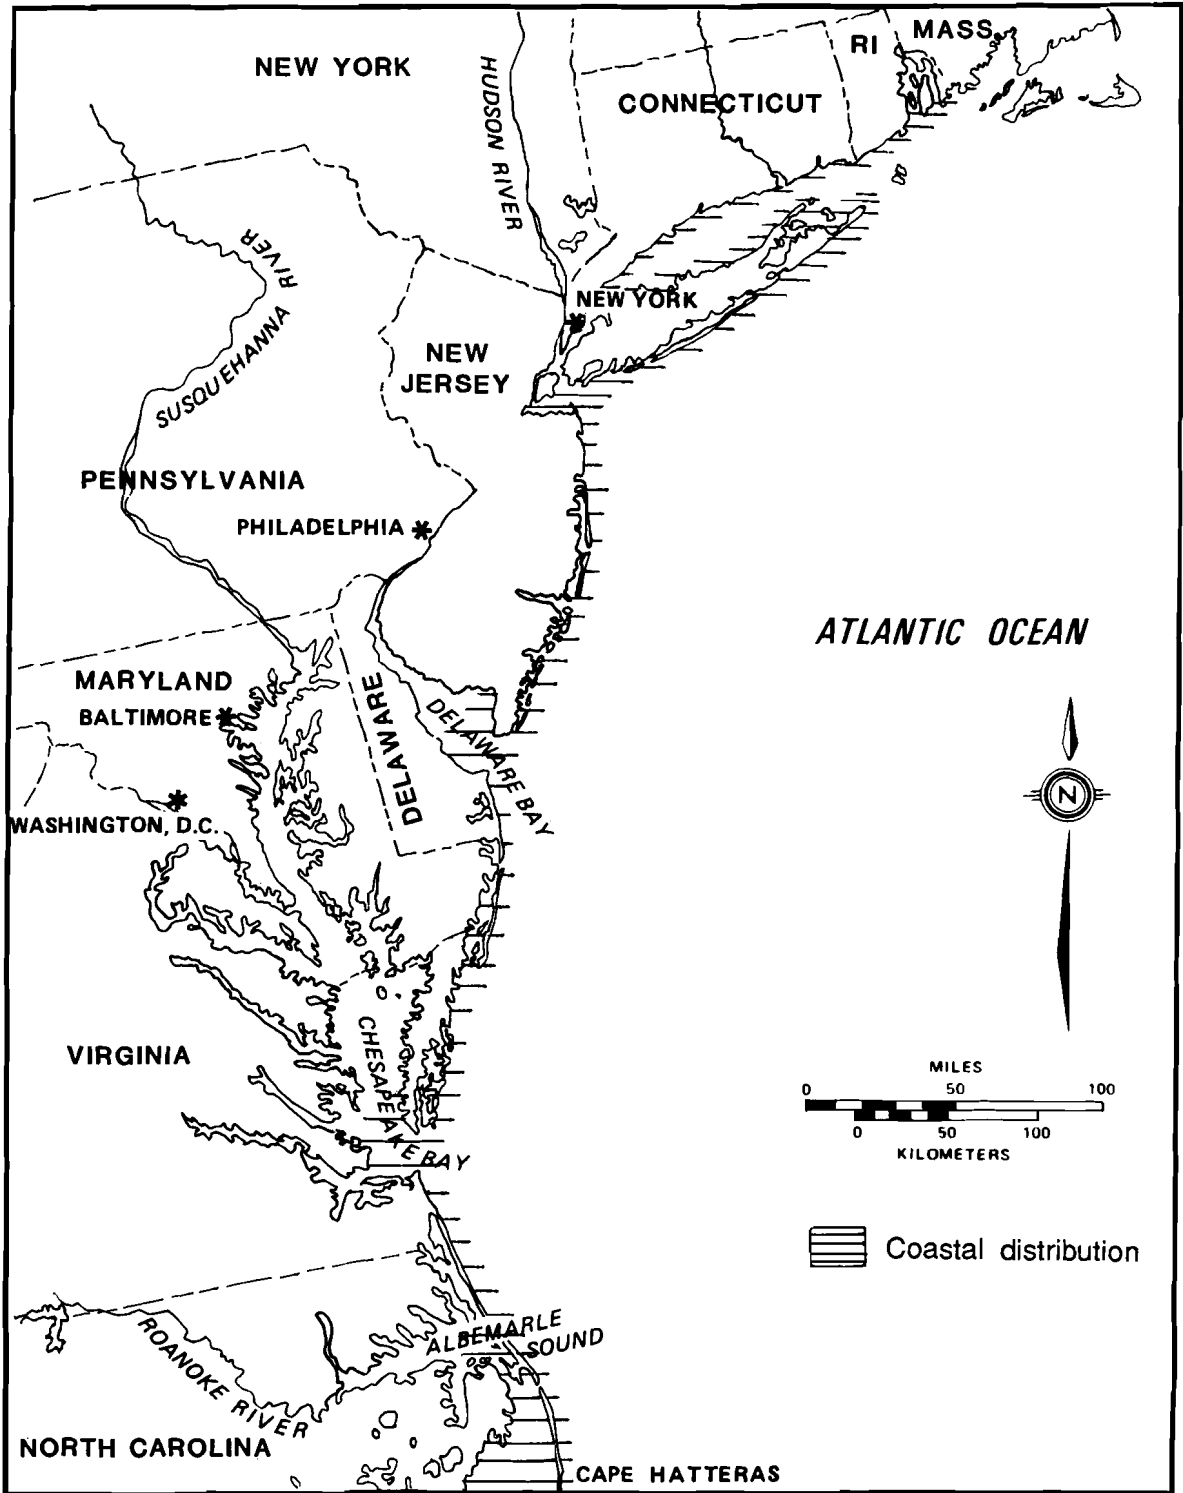 MASS.
RI
NEW YORK
HUDSON RIVER
CONNECTICUT
SUSQUEHANNA RIVER
NEW YORK
NEW
JERSEY
PENNSYLVANIA
PHILADELPHIA
ATLANTIC OCEAN
MARYLAND
BALTIMORE
DELAWARE
DELAWARE BAY
N
WASHINGTON, D.C.
VIRGINIA
CHESAPEAKE BAY
MILES
0 50 100
0 50 100
KILOMETERS
Coastal distribution
ALBEMARLE
SOUND
ROANOKE RIVER
NORTH CAROLINA
CAPE HATTERAS